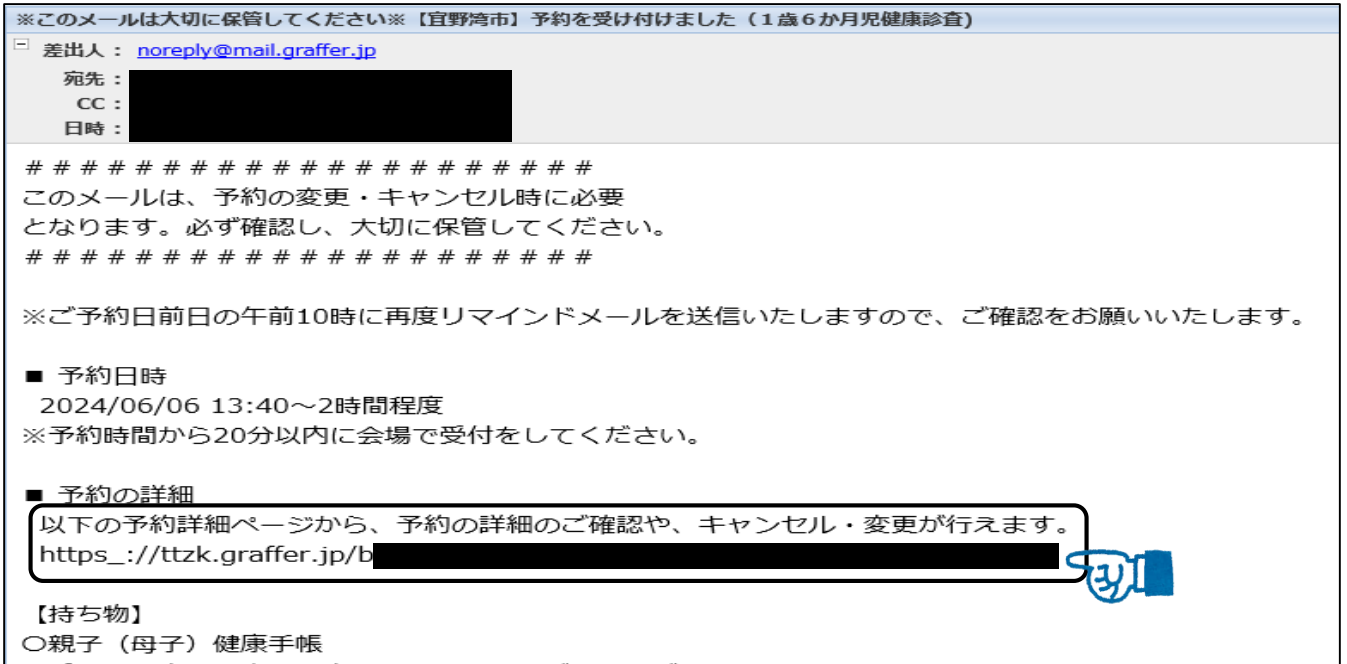 ※このメールは大切に保管してください※【宜野湾市】予約を受け付けました（１歳６か月児健康診査)
差出人： noreply@mail.graffer.jp
宛先：
CC：
日時：
＃＃＃＃＃＃＃＃＃＃＃＃＃＃＃＃＃＃＃＃＃
このメールは、予約の変更・キャンセル時に必要
となります。必ず確認し、大切に保管してください。
＃＃＃＃＃＃＃＃＃＃＃＃＃＃＃＃＃＃＃＃＃
※ご予約日前日の午前10時に再度リマインドメールを送信いたしますので、ご確認をお願いいたします。
■ 予約日時
2024/06/06 13:40～2時間程度
※予約時間から20分以内に会場で受付をしてください。
■ 予約の詳細
以下の予約詳細ページから、予約の詳細のご確認や、キャンセル・変更が行えます。
https_://ttzk.graffer.jp/b
【持ち物】
〇親子（母子）健康手帳